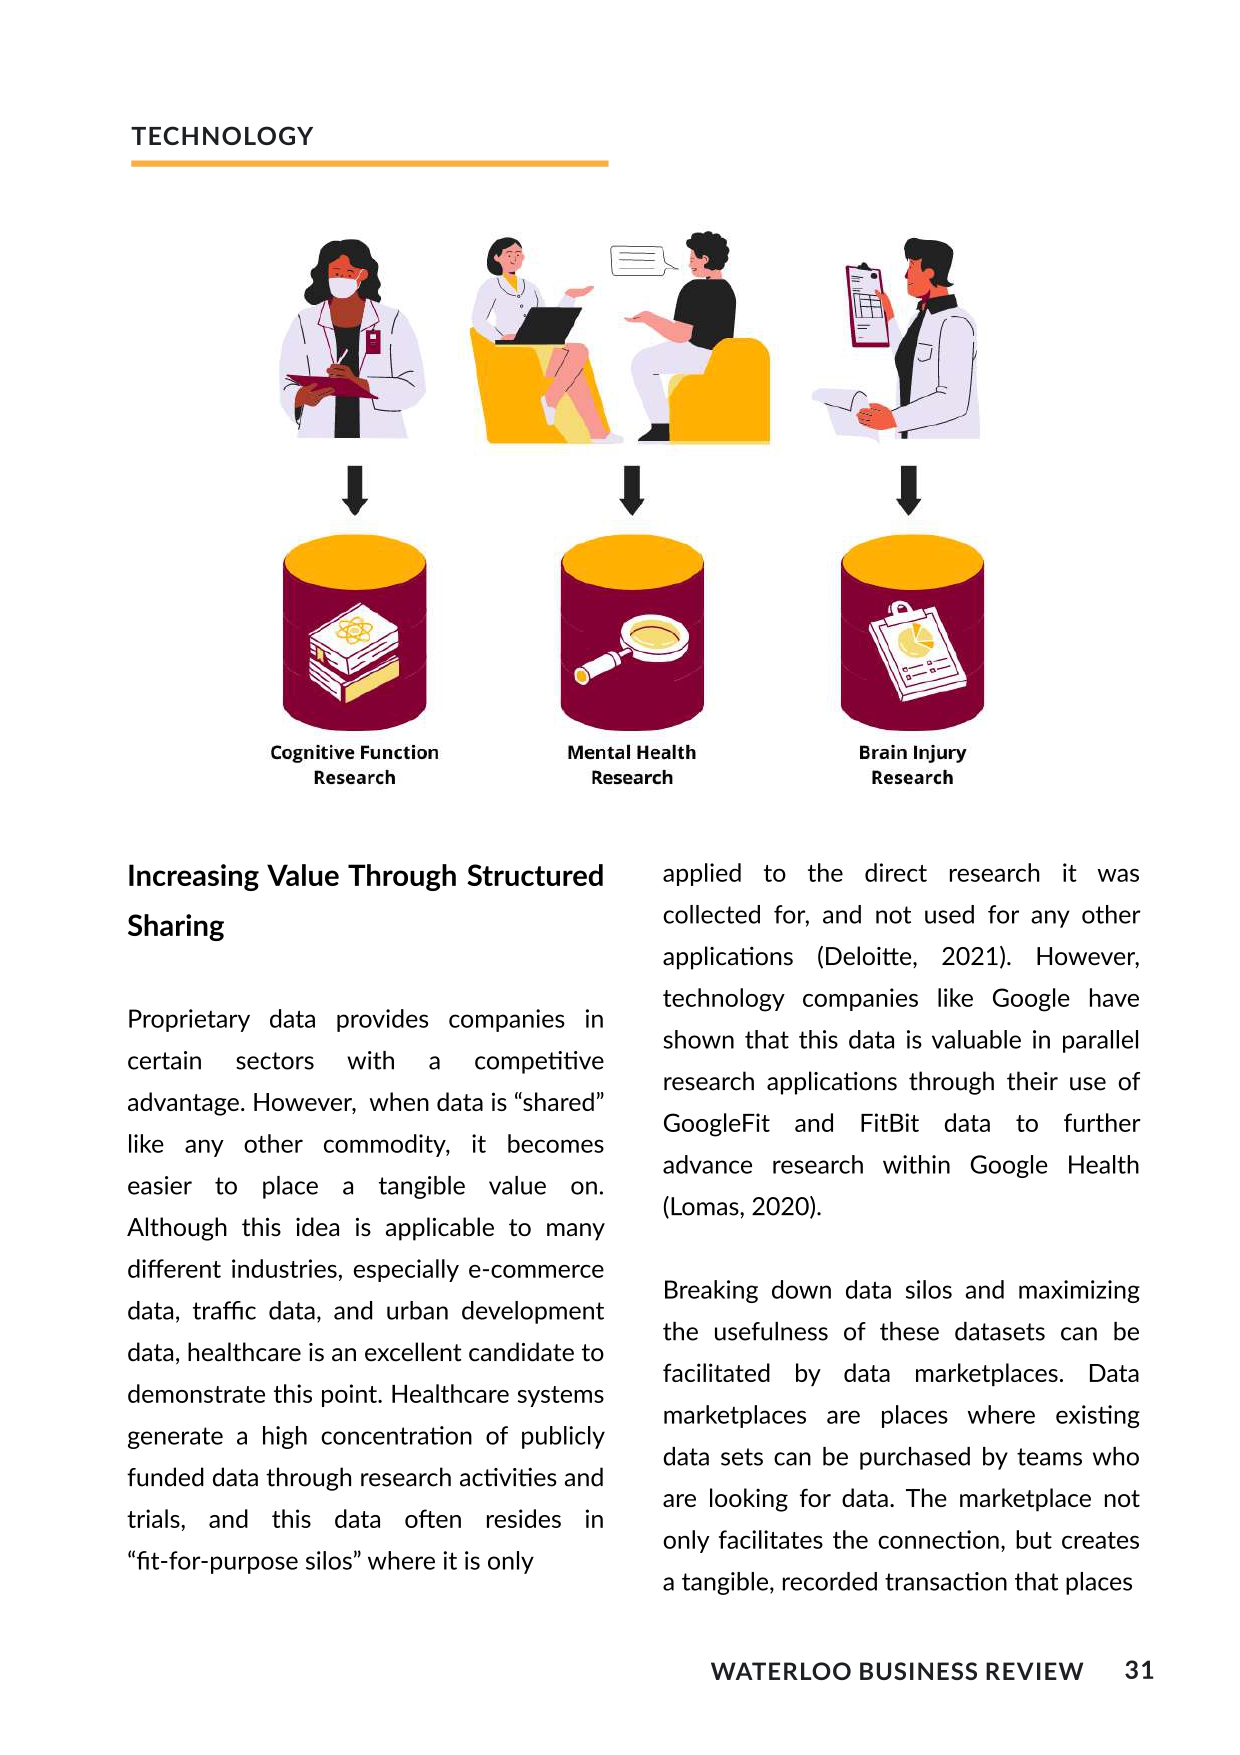 TECHNOLOGY
Cognitive Function
Research
Mental Health
Research
Brain Injury
Research
Increasing Value Through Structured
Sharing
Proprietary data provides companies in
certain sectors with a competitive
advantage. However, when data is “shared”
like any other commodity, it becomes
easier to place a tangible value on.
Although this idea is applicable to many
different industries, especially e-commerce
data, traffic data, and urban development
data, healthcare is an excellent candidate to
demonstrate this point. Healthcare systems
generate a high concentration of publicly
funded data through research activities and
trials, and this data often resides in
“fit-for-purpose silos” where it is only
applied to the direct research it was
collected for, and not used for any other
applications (Deloitte, 2021). However,
technology companies like Google have
shown that this data is valuable in parallel
research applications through their use of
GoogleFit and FitBit data to further
advance research within Google Health
(Lomas, 2020).
Breaking down data silos and maximizing
the usefulness of these datasets can be
facilitated by data marketplaces. Data
marketplaces are places where existing
data sets can be purchased by teams who
are looking for data. The marketplace not
only facilitates the connection, but creates
a tangible, recorded transaction that places
WATERLOO BUSINESS REVIEW 31